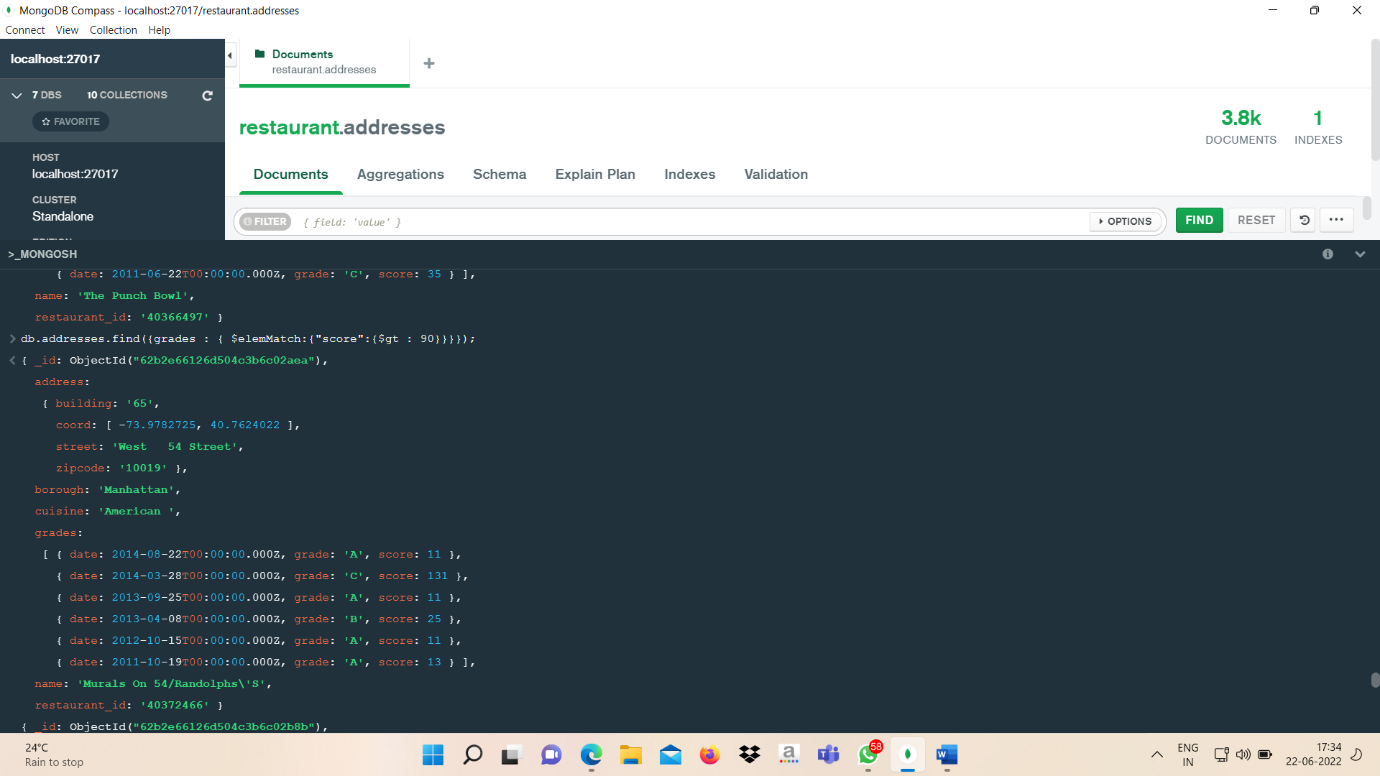 MongoDB Compass - localhost:27017/restaurant.addresses
Connect View Collection Help
localhost:27017
7 DBS 10 COLLECTIONS
FAVORITE
HOST
localhost:27017
CLUSTER
Standalone
Documents
restaurant.addresses
restaurant.addresses
3.8k
DOCUMENTS
1
INDEXES
Documents Aggregations Schema Explain Plan Indexes Validation
FILTER { field: 'value' } OPTIONS FIND RESET
>_MONGOSH
{ date: 2011-06-22T00:00:00.000Z, grade: 'C', score: 35 } ],
name: 'The Punch Bowl',
restaurant_id: '40366497' }
db.addresses.find({grades : { $elemMatch:{"score":{$gt : 90}}}});
{ _id: ObjectId("62b2e66126d504c3b6c02aea"),
address:
{ building: '65',
coord: [ -73.9782725, 40.7624022 ],
street: 'West   54 Street',
zipcode: '10019' },
borough: 'Manhattan',
cuisine: 'American ',
grades:
[ { date: 2014-08-22T00:00:00.000Z, grade: 'A', score: 11 },
{ date: 2014-03-28T00:00:00.000Z, grade: 'C', score: 131 },
{ date: 2013-09-25T00:00:00.000Z, grade: 'A', score: 11 },
{ date: 2013-04-08T00:00:00.000Z, grade: 'B', score: 25 },
{ date: 2012-10-15T00:00:00.000Z, grade: 'A', score: 11 },
{ date: 2011-10-19T00:00:00.000Z, grade: 'A', score: 13 } ],
name: 'Murals On 54/Randolphs\'S',
restaurant_id: '40372466' }
{ _id: ObjectId("62b2e66126d504c3b6c02b8b"),
24°C
Rain to stop
58
ENG
IN
17:34
22-06-2022